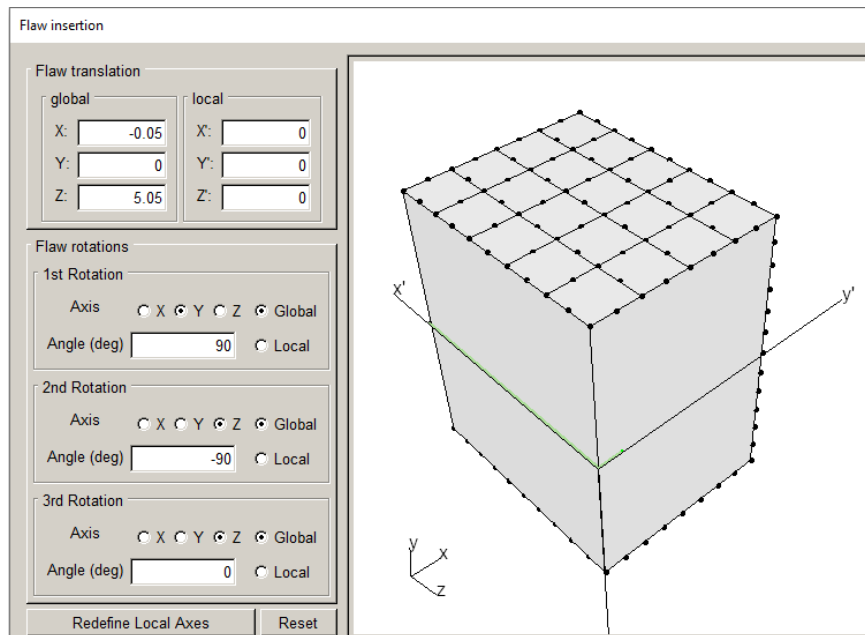 Flaw insertion
Flaw translation
global
local
X: -0.05
X': 0
Y: 0
Y': 0
Z: 5.05
Z': 0
Flaw rotations
1st Rotation
Axis X Y Z Global
Angle (deg) 90 Local
2nd Rotation
Axis X Y Z Global
Angle (deg) -90 Local
3rd Rotation
Axis X Y Z Global
Angle (deg) 0 Local
Redefine Local Axes Reset
x'
y'
y
x
z